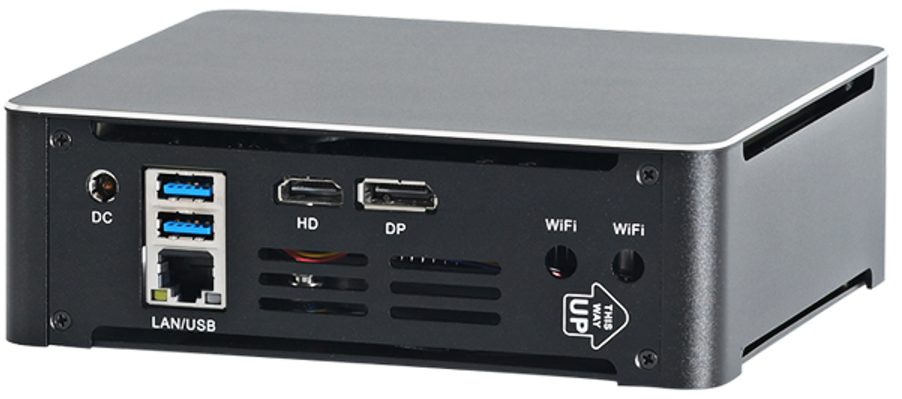 DC
LAN/USB
HD
DP
WiFi
WiFi
THIS
WAY
UP